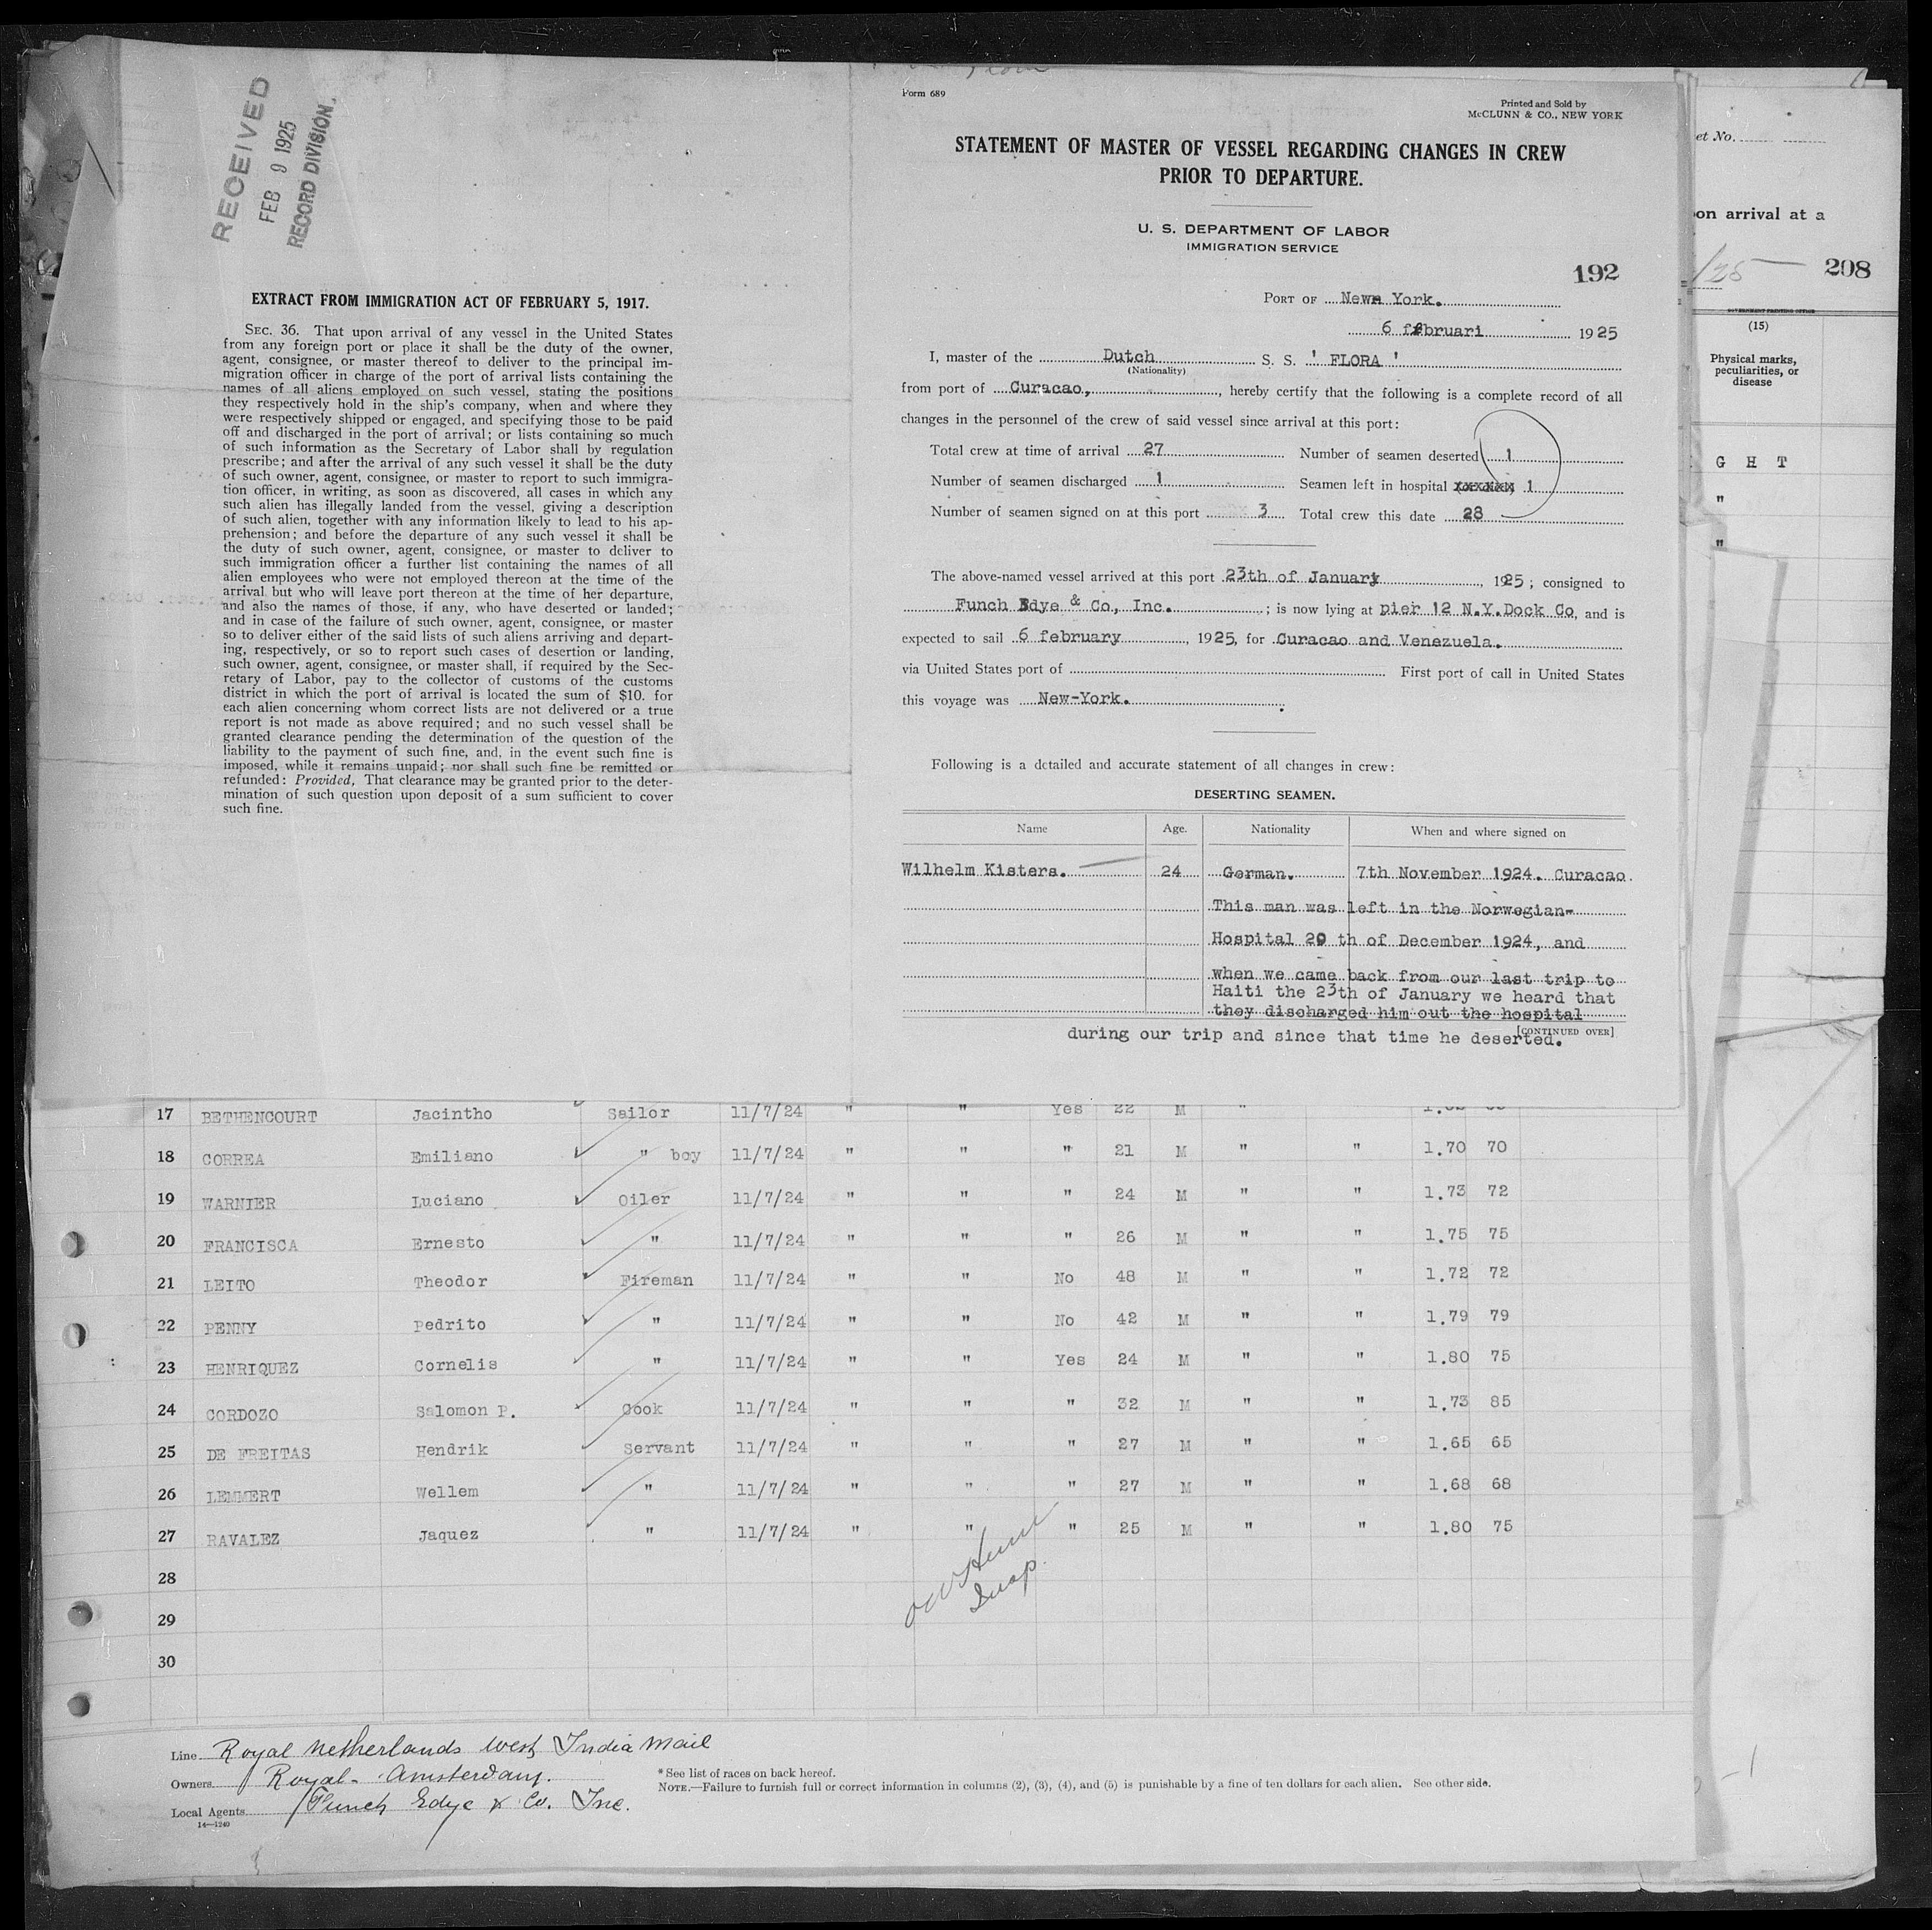 RECEIVED
FEB 9 1925
RECORD DIVISION.
EXTRACT FROM IMMIGRATION ACT OF FEBRUARY 5, 1917.
SEC. 36. That upon arrival of any vessel in the United States
from any foreign port or place it shall be the duty of the owner,
agent, consignee, or master thereof to deliver to the principal im-
migration officer in charge of the port of arrival lists containing the
names of all aliens employed on such vessel, stating the positions
they respectively hold in the ship's company, when and where they
were respectively shipped or engaged, and specifying those to be paid
off and discharged in the port of arrival; or lists containing so much
of such information as the Secretary of Labor shall by regulation
prescribe; and after the arrival of any such vessel it shall be the duty
of such owner, agent, consignee, or master to report to such immigra-
tion officer, in writing, as soon as discovered, all cases in which any
such alien has illegally landed from the vessel, giving a description
of such alien, together with any information likely to lead to his ap-
prehension; and before the departure of any such vessel it shall be
the duty of such owner, agent, consignee, or master to deliver to
such immigration officer a further list containing the names of all
alien employees who were not employed thereon at the time of the
arrival but who will leave port thereon at the time of her departure,
and also the names of those, if any, who have deserted or landed;
and in case of the failure of such owner, agent, consignee, or master
so to deliver either of the said lists of such aliens arriving and depart-
ing, respectively, or so to report such cases of desertion or landing,
such owner, agent, consignee, or master shall, if required by the Sec-
retary of Labor, pay to the collector of customs of the customs
district in which the port of arrival is located the sum of $10. for
each alien concerning whom correct lists are not delivered or a true
report is not made as above required; and no such vessel shall be
granted clearance pending the determination of the question of the
liability to the payment of such fine, and, in the event such fine is
imposed, while it remains unpaid; nor shall such fine be remitted or
refunded: Provided, That clearance may be granted prior to the deter-
mination of such question upon deposit of a sum sufficient to cover
such fine.
Form 689
Printed and Sold by
McCLUNN & CO., NEW YORK
STATEMENT OF MASTER OF VESSEL REGARDING CHANGES IN CREW
PRIOR TO DEPARTURE.
U. S. DEPARTMENT OF LABOR
IMMIGRATION SERVICE
192
PORT OF New York.
6 februari 1925
I, master of the Dutch S. S. ' FLORA '
(Nationality)
from port of Curacao, hereby certify that the following is a complete record of all
changes in the personnel of the crew of said vessel since arrival at this port:
Total crew at time of arrival 27 Number of seamen deserted 1
Number of seamen discharged 1 Seamen left in hospital xxxxxx 1
Number of seamen signed on at this port 3 Total crew this date 28
The above-named vessel arrived at this port 23th of January, 1925; consigned to
Funch Edye & Co, Inc. ; is now lying at pier 12 N.Y.Dock Co, and is
expected to sail 6 february, 1925, for Curacao and Venezuela.
via United States port of First port of call in United States
this voyage was New-York.
Following is a detailed and accurate statement of all changes in crew:
DESERTING SEAMEN.
Name Age. Nationality When and where signed on
Wilhelm Kisters. 24 German. 7th November 1924. Curacao.
This man was left in the Norwegian-
Hospital 20 th of December 1924, and
when we came back from our last trip to
Haiti the 23th of January we heard that
they discharged him out the hospital
[CONTINUED OVER]
during our trip and since that time he deserted.
et No.
on arrival at a
/25 208
GOVERNMENT PRINTING OFFICE
(15)
Physical marks,
peculiarities, or
disease
G H T
"
"
17 BETHENCOURT Jacintho Sailor 11/7/24 " " Yes 22 M "
18 CORREA Emiliano " boy 11/7/24 " " " 21 M " " 1.70 70
19 WARNIER Luciano Oiler 11/7/24 " " " 24 M " " 1.73 72
20 FRANCISCA Ernesto " 11/7/24 " " " 26 M " " 1.75 75
21 LEITO Theodor Fireman 11/7/24 " " No 48 M " " 1.72 72
22 PENNY Pedrito " 11/7/24 " " No 42 M " " 1.79 79
23 HENRIQUEZ Cornelis " 11/7/24 " " Yes 24 M " " 1.80 75
24 CORDOZO Salomon P. Cook 11/7/24 " " " 32 M " " 1.73 85
25 DE FREITAS Hendrik Servant 11/7/24 " " " 27 M " " 1.65 65
26 LEMMERT Wellem " 11/7/24 " " " 27 M " " 1.68 68
27 RAVALEZ Jaquez " 11/7/24 " " " 25 M " " 1.80 75
28
29
30
Insp.
Line Royal Netherlands West India Mail
Owners Royal - Amsterdam.
Local Agents Funch Edye & Co. Inc.
14—1240
* See list of races on back hereof.
NOTE.—Failure to furnish full or correct information in columns (2), (3), (4), and (5) is punishable by a fine of ten dollars for each alien. See other side.